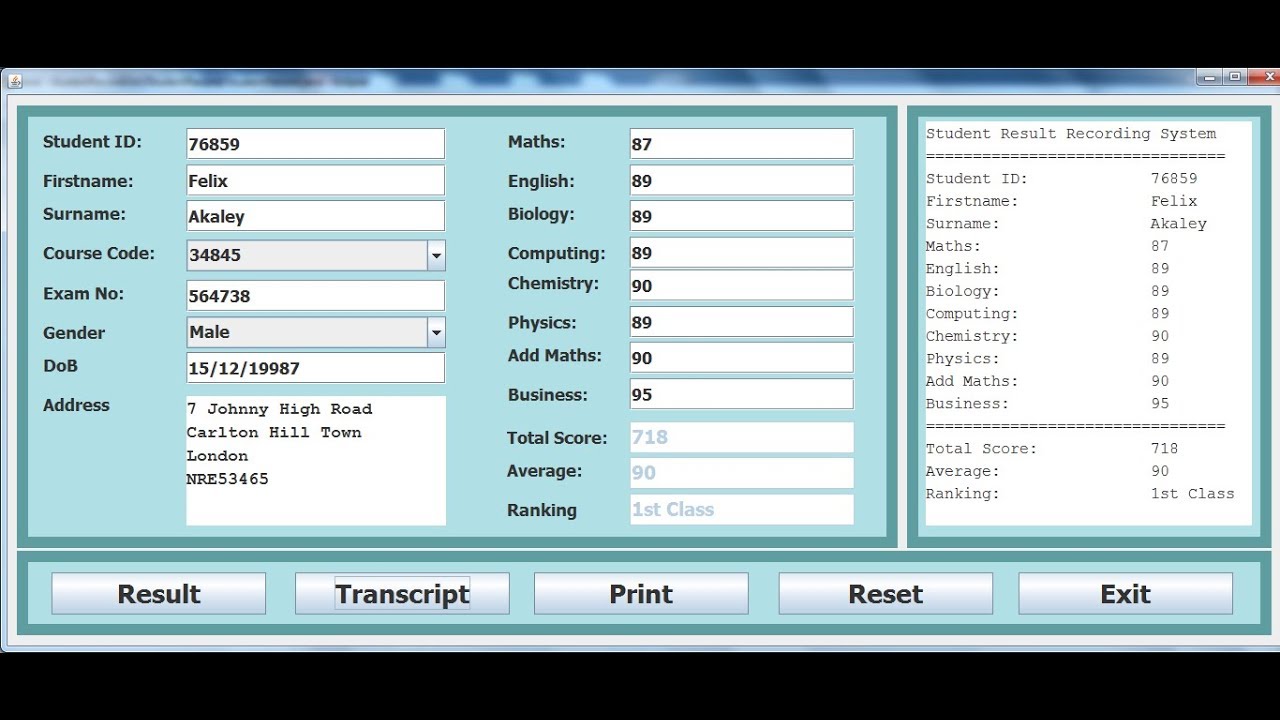 Student ID: 76859
Firstname: Felix
Surname: Akaley
Course Code: 34845
Exam No: 564738
Gender Male
DoB 15/12/19987
Address 7 Johnny High Road
Carlton Hill Town
London
NRE53465
Maths: 87
English: 89
Biology: 89
Computing: 89
Chemistry: 90
Physics: 89
Add Maths: 90
Business: 95
Total Score: 718
Average: 90
Ranking 1st Class
Student Result Recording System
================================
Student ID: 76859
Firstname: Felix
Surname: Akaley
Maths: 87
English: 89
Biology: 89
Computing: 89
Chemistry: 90
Physics: 89
Add Maths: 90
Business: 95
================================
Total Score: 718
Average: 90
Ranking: 1st Class
Result Transcript Print Reset Exit